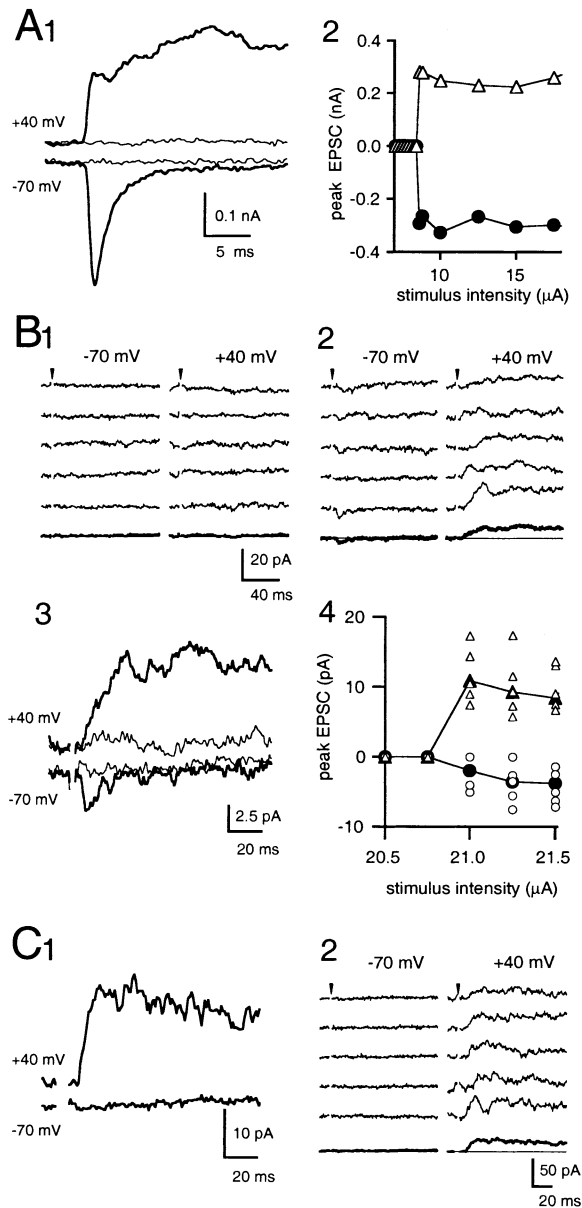 A1
+40 mV
-70 mV
0.1 nA
5 ms
2
0.4
0.2
0.0
-0.2
-0.4
peak EPSC (nA)
10 15
stimulus intensity (µA)
B1
-70 mV +40 mV
20 pA
40 ms
2
-70 mV +40 mV
3
+40 mV
-70 mV
2.5 pA
20 ms
4
20
10
0
-10
peak EPSC (pA)
20.5 21.0 21.5
stimulus intensity (µA)
C1
+40 mV
-70 mV
10 pA
20 ms
2
-70 mV +40 mV
50 pA
20 ms